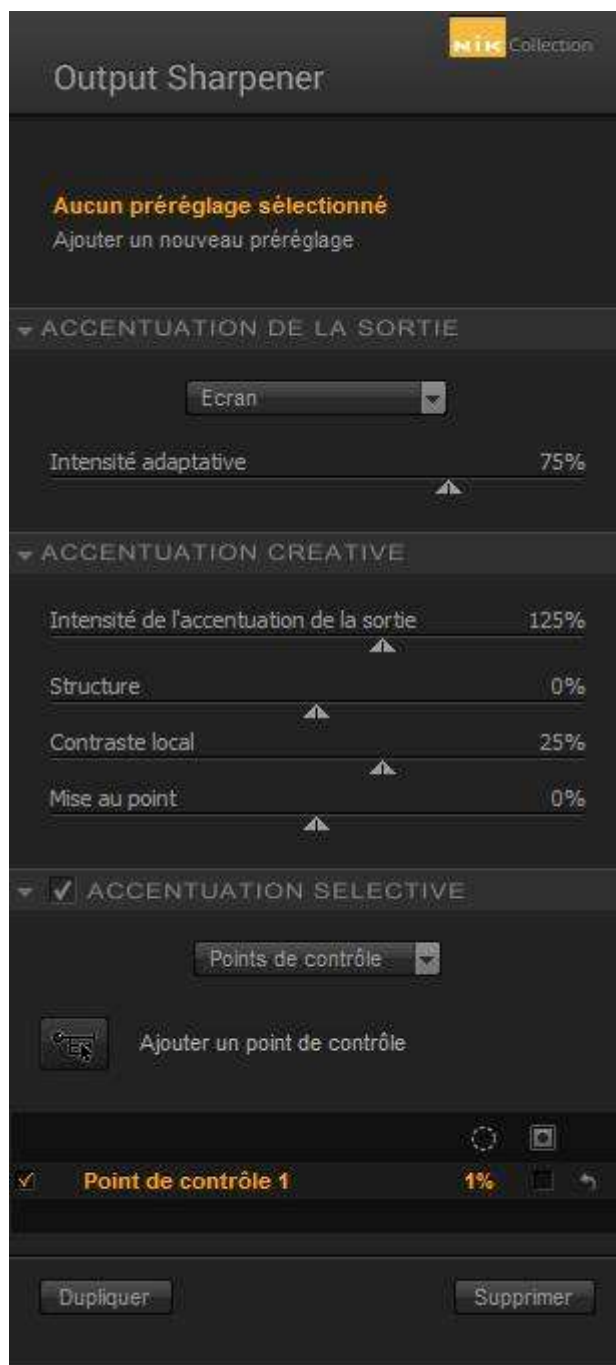 NIK Collection
Output Sharpener
Aucun préréglage sélectionné
Ajouter un nouveau préréglage
ACCENTUATION DE LA SORTIE
Ecran
Intensité adaptative 75%
ACCENTUATION CREATIVE
Intensité de l'accentuation de la sortie 125%
Structure 0%
Contraste local 25%
Mise au point 0%
ACCENTUATION SELECTIVE
Points de contrôle
Ajouter un point de contrôle
Point de contrôle 1 1%
Dupliquer Supprimer